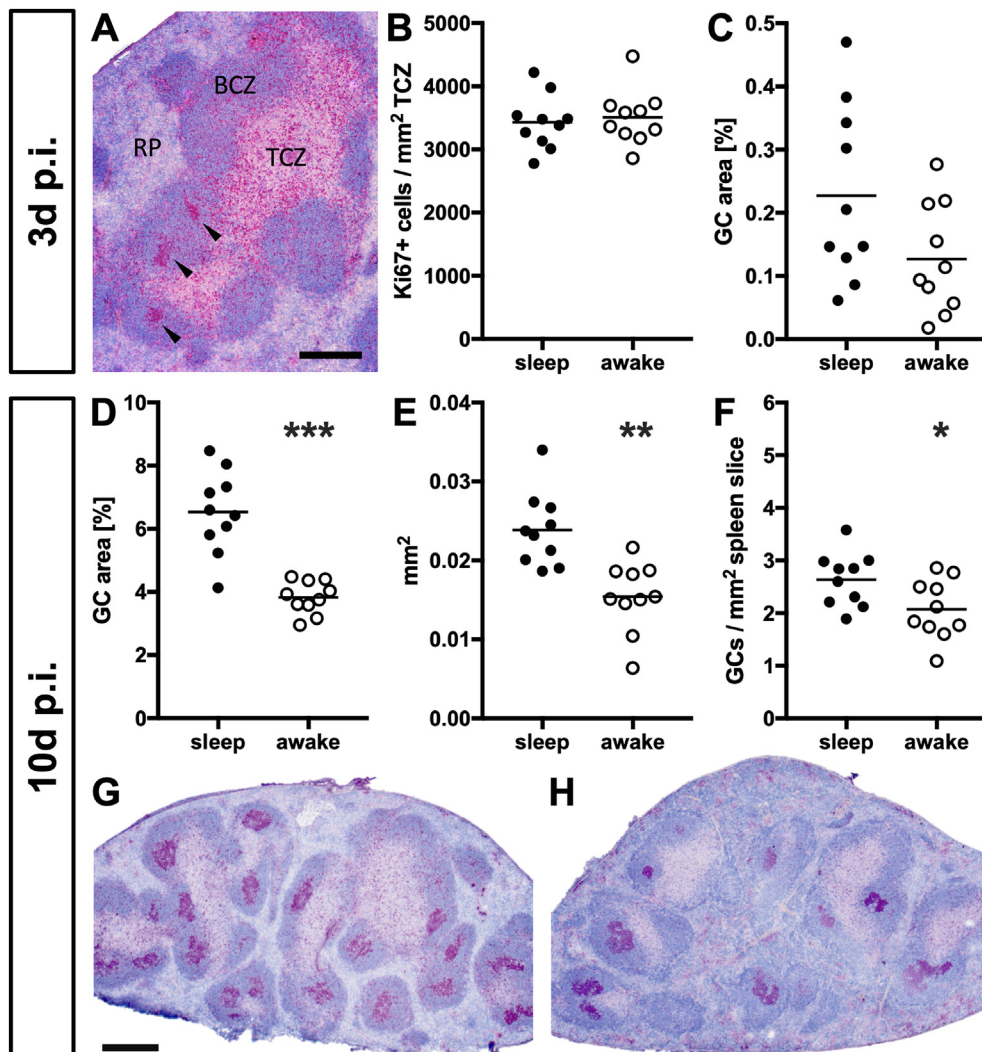 3d p.i.
A
BCZ
RP
TCZ
B
Ki67+ cells / mm² TCZ
5000
4000
3000
2000
1000
0
sleep awake
C
GC area [%]
0.5
0.4
0.3
0.2
0.1
0.0
sleep awake
10d p.i.
D
GC area [%]
10
8
6
4
2
0
***
sleep awake
E
mm²
0.04
0.03
0.02
0.01
0.00
**
sleep awake
F
GCs / mm² spleen slice
6
5
4
3
2
1
0
*
sleep awake
G
H